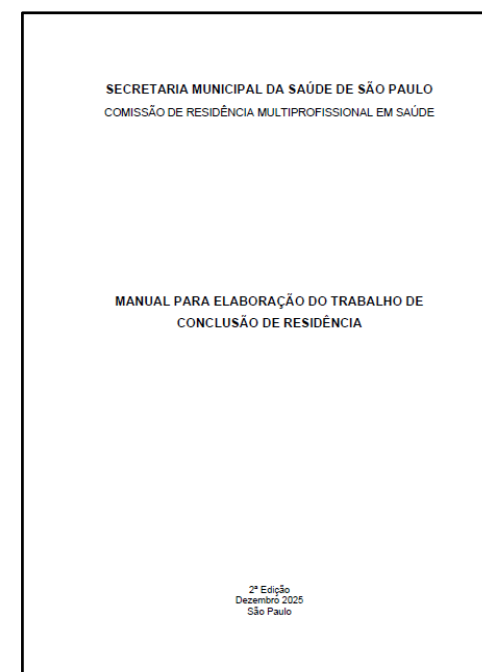 SECRETARIA MUNICIPAL DA SAÚDE DE SÃO PAULO
COMISSÃO DE RESIDÊNCIA MULTIPROFISSIONAL EM SAÚDE
MANUAL PARA ELABORAÇÃO DO TRABALHO DE
CONCLUSÃO DE RESIDÊNCIA
2ª Edição
Dezembro 2025
São Paulo